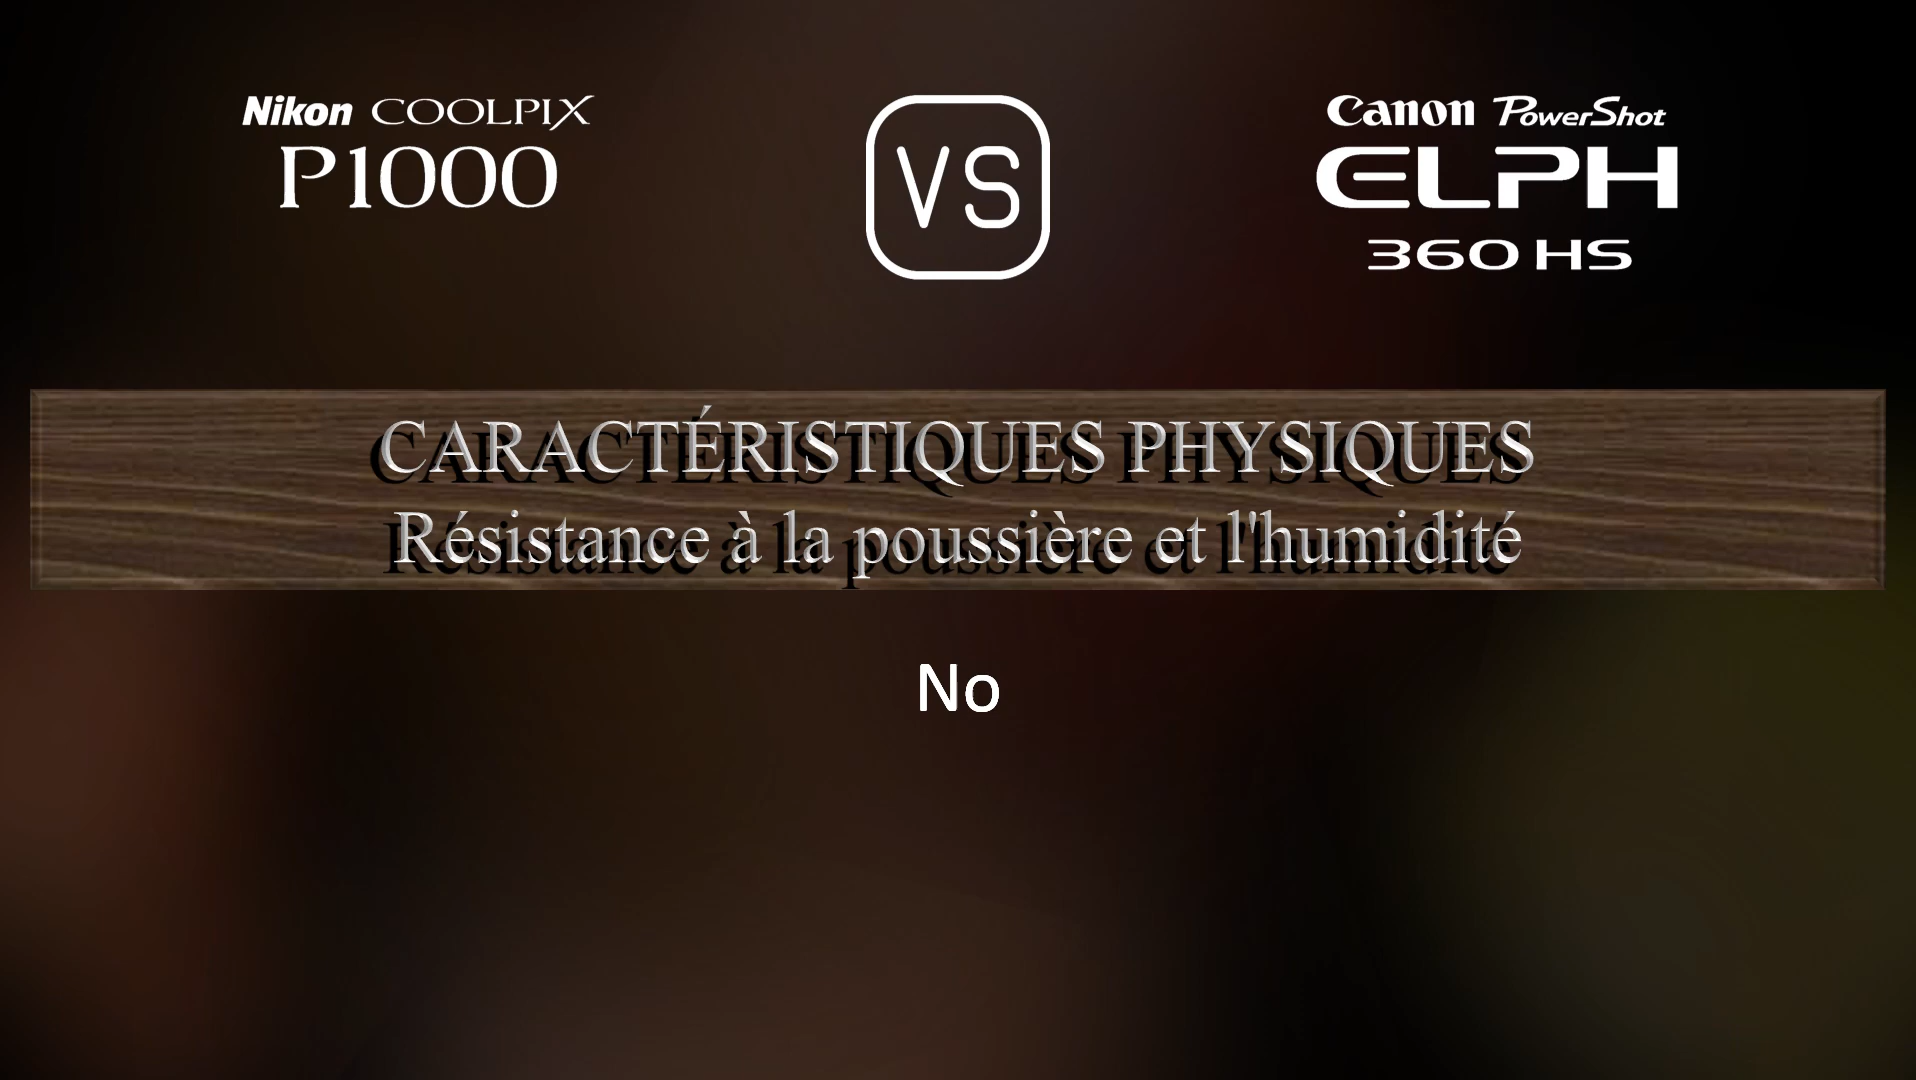 Nikon COOLPIX
P1000
VS
Canon PowerShot
ELPH
360 HS
CARACTÉRISTIQUES PHYSIQUES
Résistance à la poussière et l'humidité
No